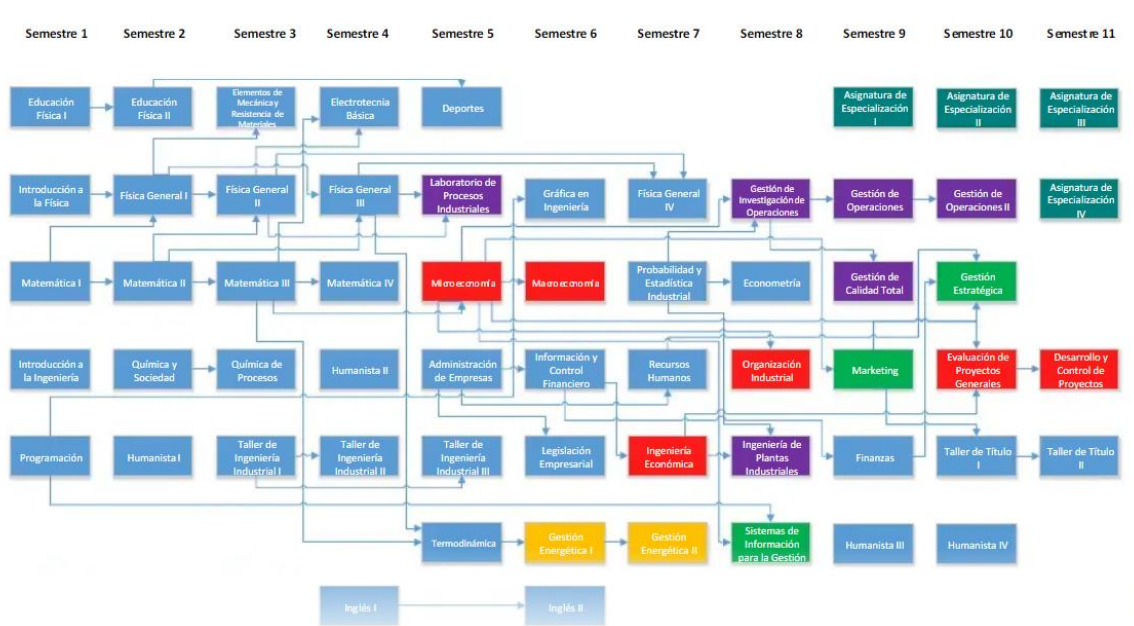 Semestre 1
Semestre 2
Semestre 3
Semestre 4
Semestre 5
Semestre 6
Semestre 7
Semestre 8
Semestre 9
Semestre 10
Semestre 11
Educación
Física I
Educación
Física II
Elementos de
Mecánica y
Resistencia de
Materiales
Electrotecnia
Básica
Deportes
Asignatura de
Especialización
I
Asignatura de
Especialización
II
Asignatura de
Especialización
III
Introducción a
la Física
Física General I
Física General
II
Física General
III
Laboratorio de
Procesos
Industriales
Gráfica en
Ingeniería
Física General
IV
Gestión de
Investigación de
Operaciones
Gestión de
Operaciones
Gestión de
Operaciones II
Asignatura de
Especialización
IV
Matemática I
Matemática II
Matemática III
Matemática IV
Microeconomía
Macroeconomía
Probabilidad y
Estadística
Industrial
Econometría
Gestión de
Calidad Total
Gestión
Estratégica
Introducción
a la Ingeniería
Química y
Sociedad
Química de
Procesos
Humanista II
Administración
de Empresas
Información y
Control
Financiero
Recursos
Humanos
Organización
Industrial
Marketing
Evaluación de
Proyectos
Generales
Desarrollo y
Control de
Proyectos
Programación
Humanista I
Taller de
Ingeniería
Industrial I
Taller de
Ingeniería
Industrial II
Taller de
Ingeniería
Industrial III
Legislación
Empresarial
Ingeniería
Económica
Ingeniería de
Plantas
Industriales
Finanzas
Taller de Título
I
Taller de Título
II
Termodinámica
Gestión
Energética I
Gestión
Energética II
Sistemas de
Información
para la Gestión
Humanista III
Humanista IV
Inglés I
Inglés II